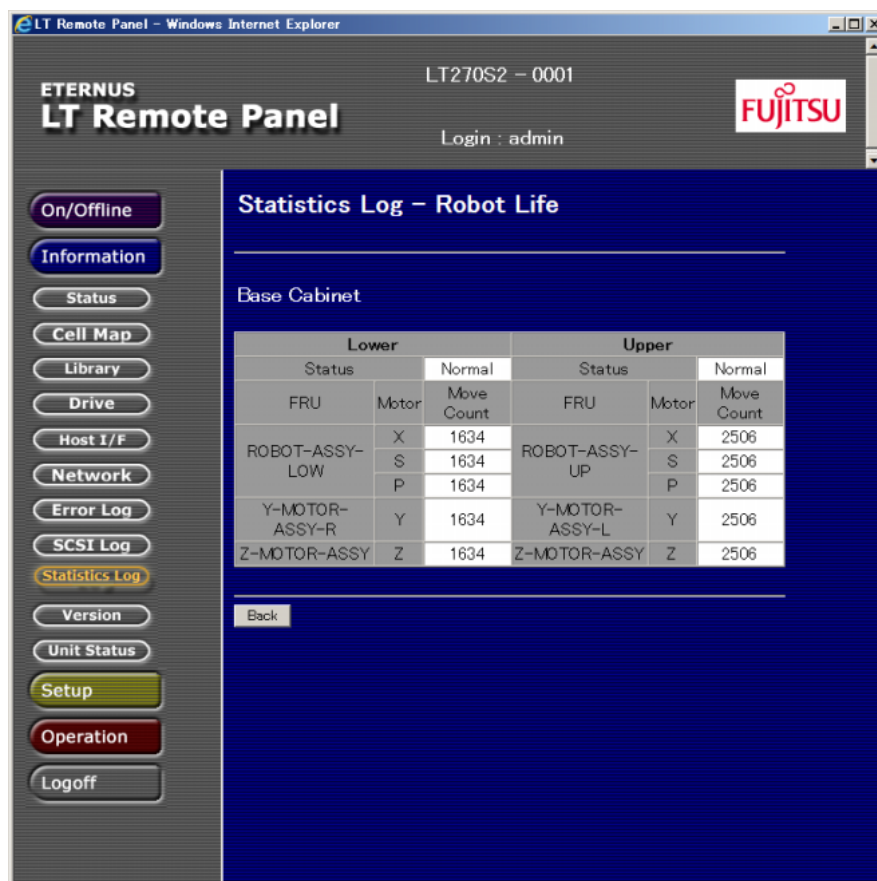 LT Remote Panel - Windows Internet Explorer
LT270S2 - 0001
ETERNUS
LT Remote Panel
FUJITSU
Login : admin
On/Offline
Information
Status
Cell Map
Library
Drive
Host I/F
Network
Error Log
SCSI Log
Statistics Log
Version
Unit Status
Setup
Operation
Logoff
Statistics Log - Robot Life
Base Cabinet
Lower Upper
Status Normal Status Normal
FRU Motor Move Count FRU Motor Move Count
ROBOT-ASSY-LOW X 1634 ROBOT-ASSY-UP X 2506
S 1634 S 2506
P 1634 P 2506
Y-MOTOR-ASSY-R Y 1634 Y-MOTOR-ASSY-L Y 2506
Z-MOTOR-ASSY Z 1634 Z-MOTOR-ASSY Z 2506
Back